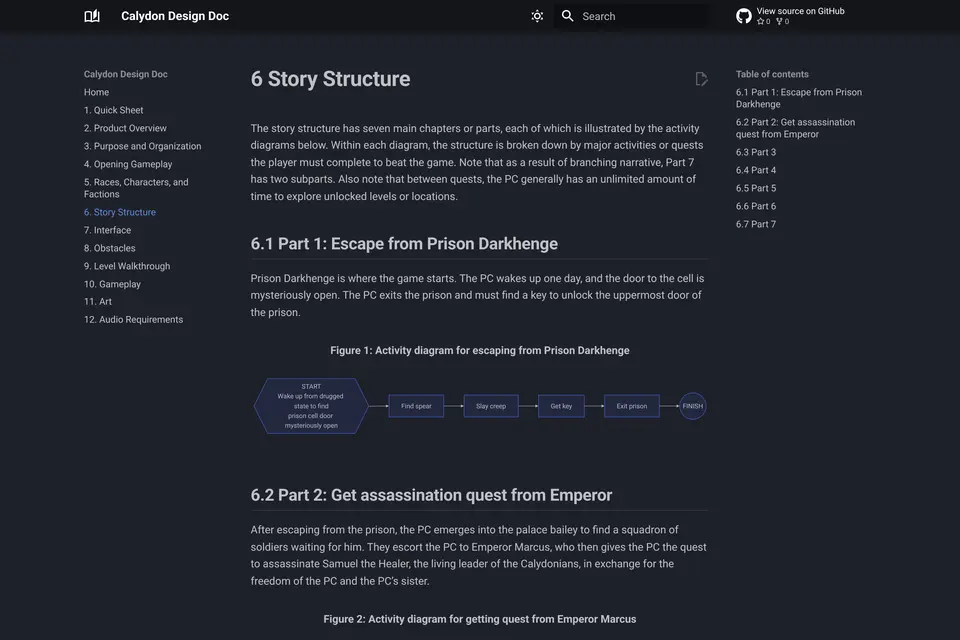 Calydon Design Doc
Search
View source on GitHub
0 0
Calydon Design Doc
Home
1. Quick Sheet
2. Product Overview
3. Purpose and Organization
4. Opening Gameplay
5. Races, Characters, and
Factions
6. Story Structure
7. Interface
8. Obstacles
9. Level Walkthrough
10. Gameplay
11. Art
12. Audio Requirements
6 Story Structure
The story structure has seven main chapters or parts, each of which is illustrated by the activity
diagrams below. Within each diagram, the structure is broken down by major activities or quests
the player must complete to beat the game. Note that as a result of branching narrative, Part 7
has two subparts. Also note that between quests, the PC generally has an unlimited amount of
time to explore unlocked levels or locations.
6.1 Part 1: Escape from Prison Darkhenge
Prison Darkhenge is where the game starts. The PC wakes up one day, and the door to the cell is
mysteriously open. The PC exits the prison and must find a key to unlock the uppermost door of
the prison.
Figure 1: Activity diagram for escaping from Prison Darkhenge
START
Wake up from drugged
state to find
prison cell door
mysteriously open
Find spear
Slay creep
Get key
Exit prison
FINISH
6.2 Part 2: Get assassination quest from Emperor
After escaping from the prison, the PC emerges into the palace bailey to find a squadron of
soldiers waiting for him. They escort the PC to Emperor Marcus, who then gives the PC the quest
to assassinate Samuel the Healer, the living leader of the Calydonians, in exchange for the
freedom of the PC and the PC's sister.
Figure 2: Activity diagram for getting quest from Emperor Marcus
Table of contents
6.1 Part 1: Escape from Prison
Darkhenge
6.2 Part 2: Get assassination
quest from Emperor
6.3 Part 3
6.4 Part 4
6.5 Part 5
6.6 Part 6
6.7 Part 7